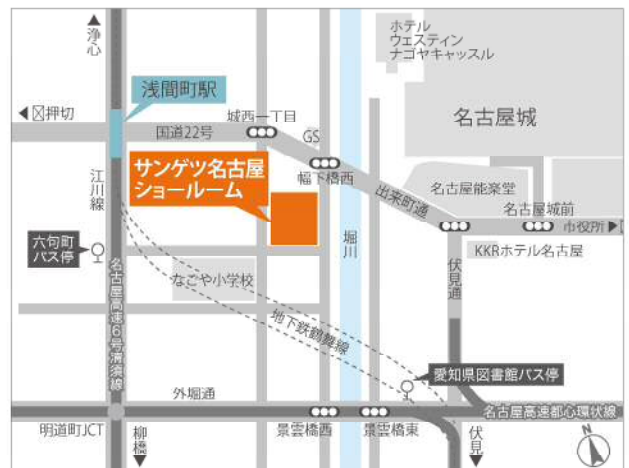 ▲
浄心
ホテル
ウェスティン
ナゴヤキャッスル
浅間町駅
◀押切
国道22号
城西一丁目
GS
名古屋城
サンゲツ名古屋
ショールーム
幅下橋西
出来町通
名古屋能楽堂
名古屋城前
市役所▶
江川線
六句町
バス停
堀川
KKRホテル名古屋
伏見通
なごや小学校
名古屋高速6号清須線
地下鉄鶴舞線
愛知県図書館バス停
外堀通
名古屋高速都心環状線
明道町JCT
柳橋
▼
景雲橋西
景雲橋東
伏見
▼
N